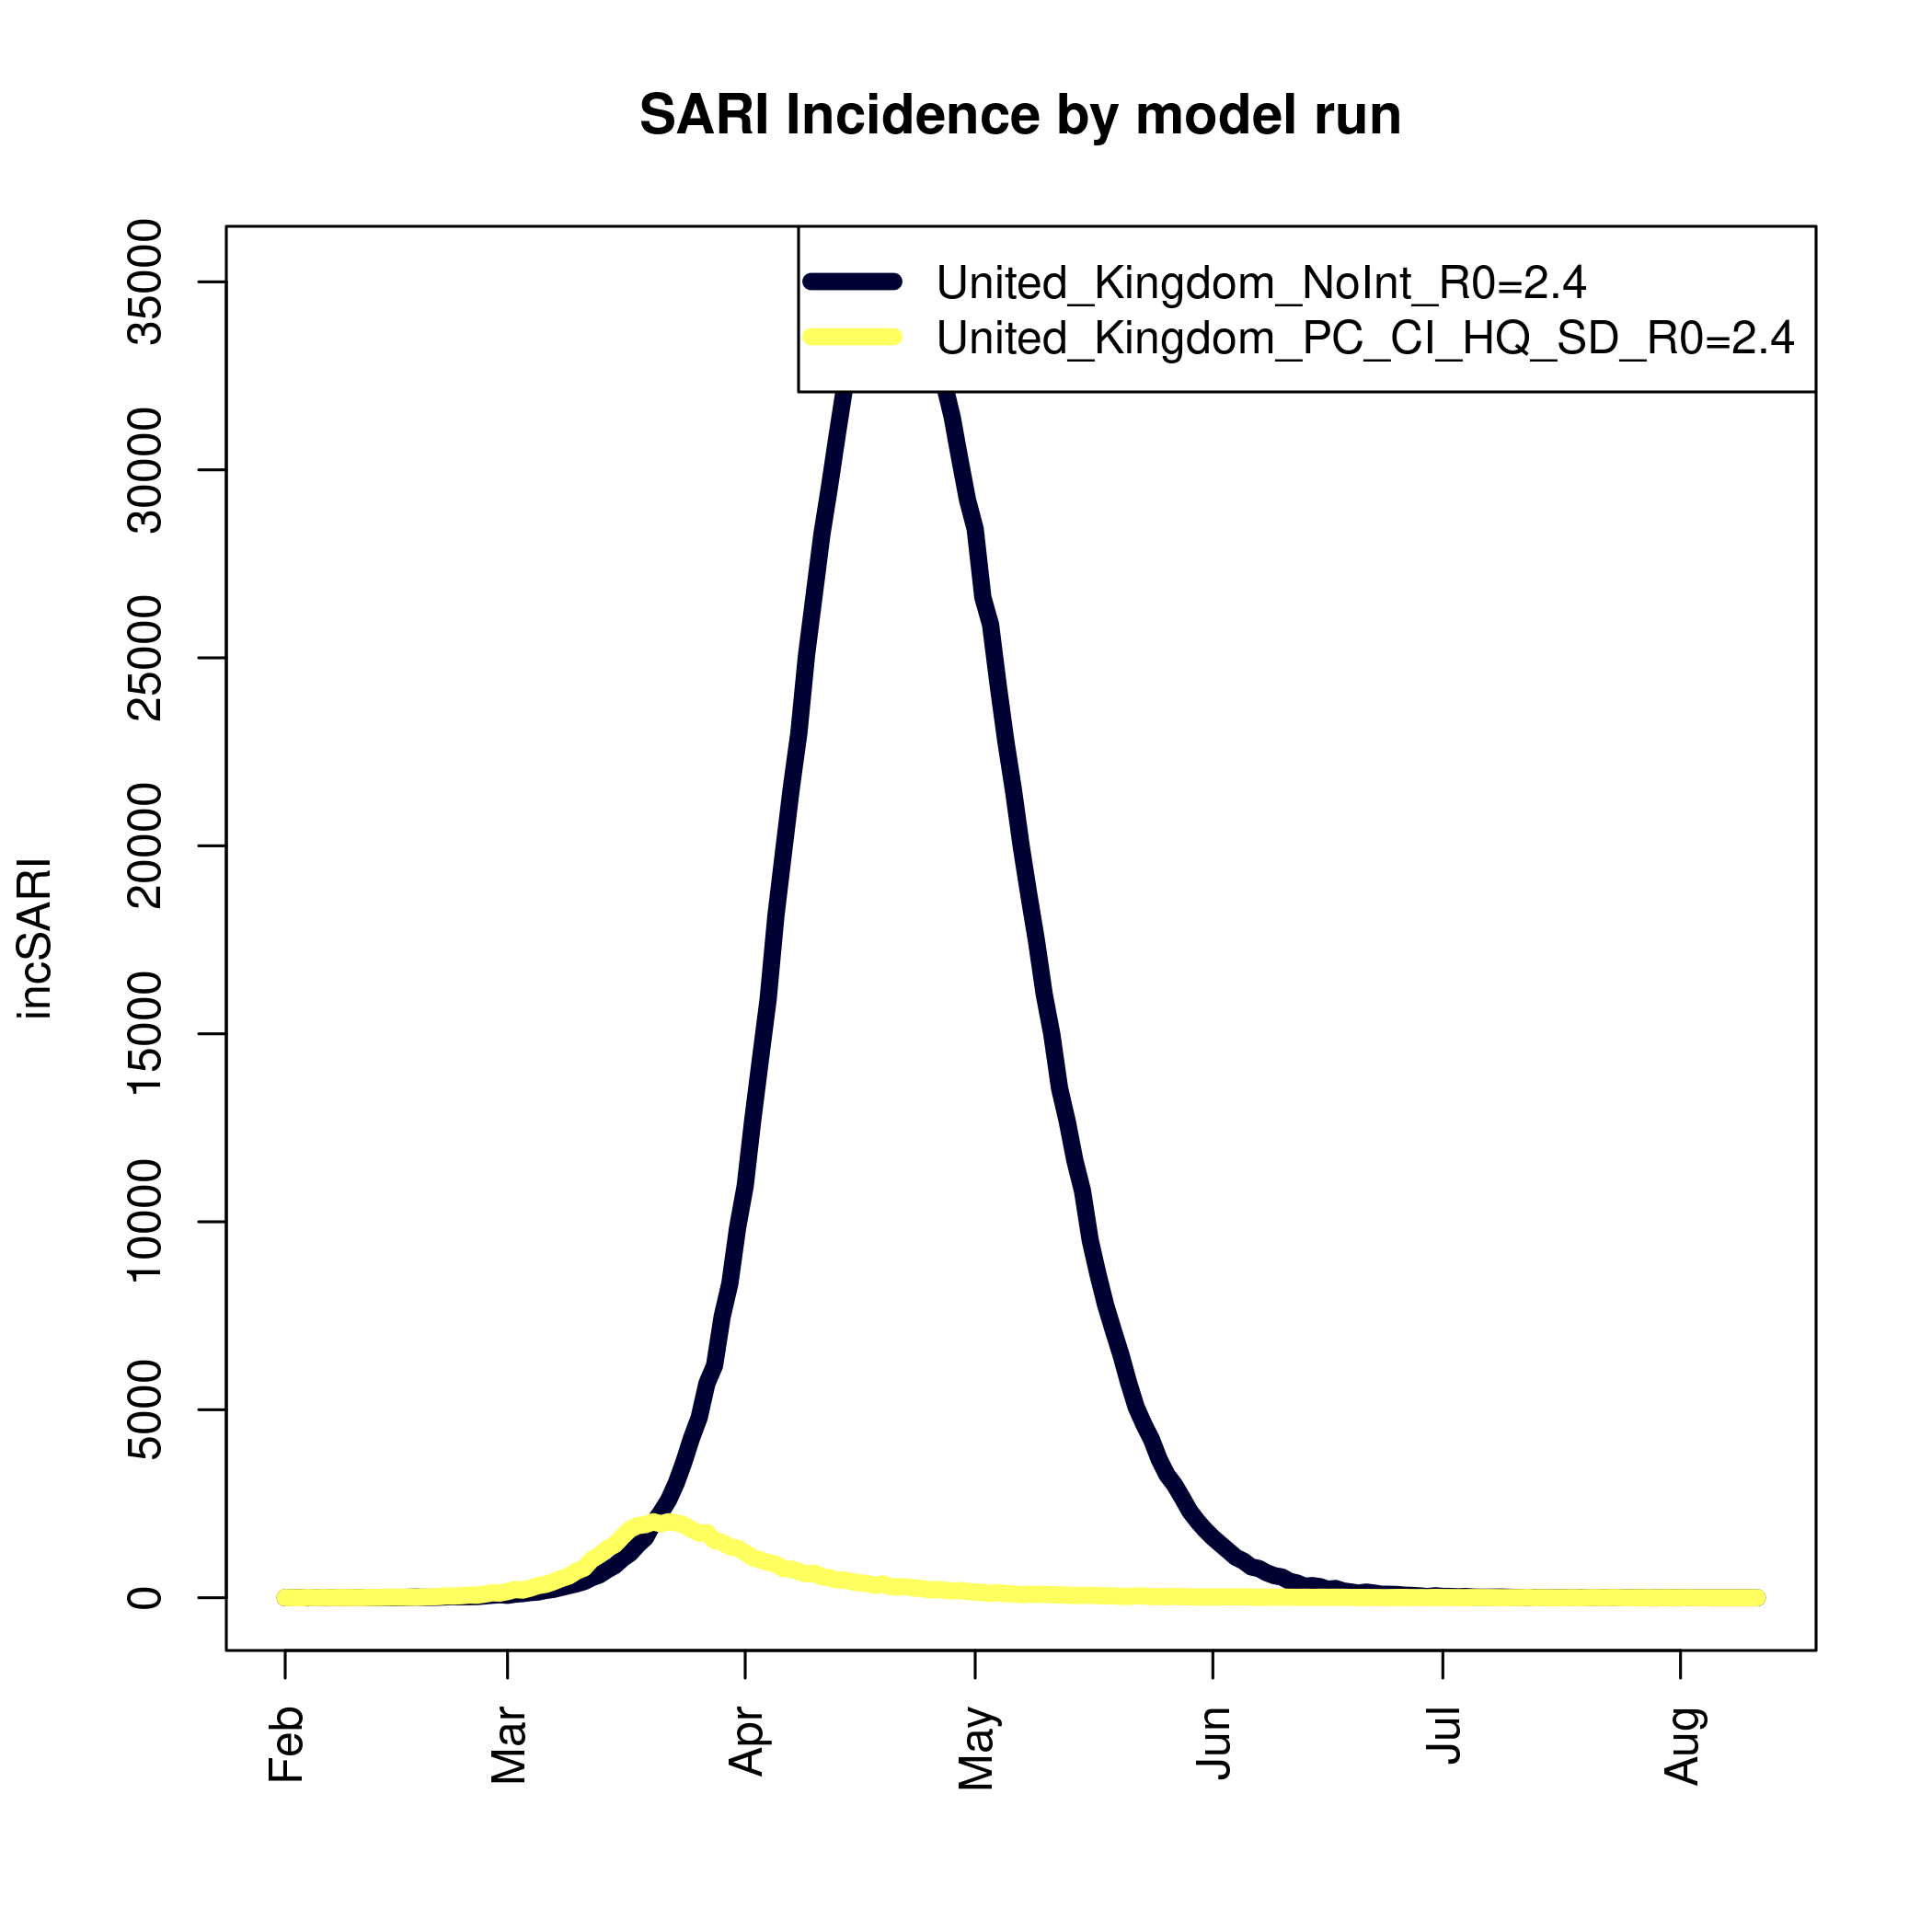 SARI Incidence by model run
United_Kingdom_NoInt_R0=2.4
United_Kingdom_PC_CI_HQ_SD_R0=2.4
35000
30000
25000
20000
15000
10000
5000
0
incSARI
Feb
Mar
Apr
May
Jun
Jul
Aug